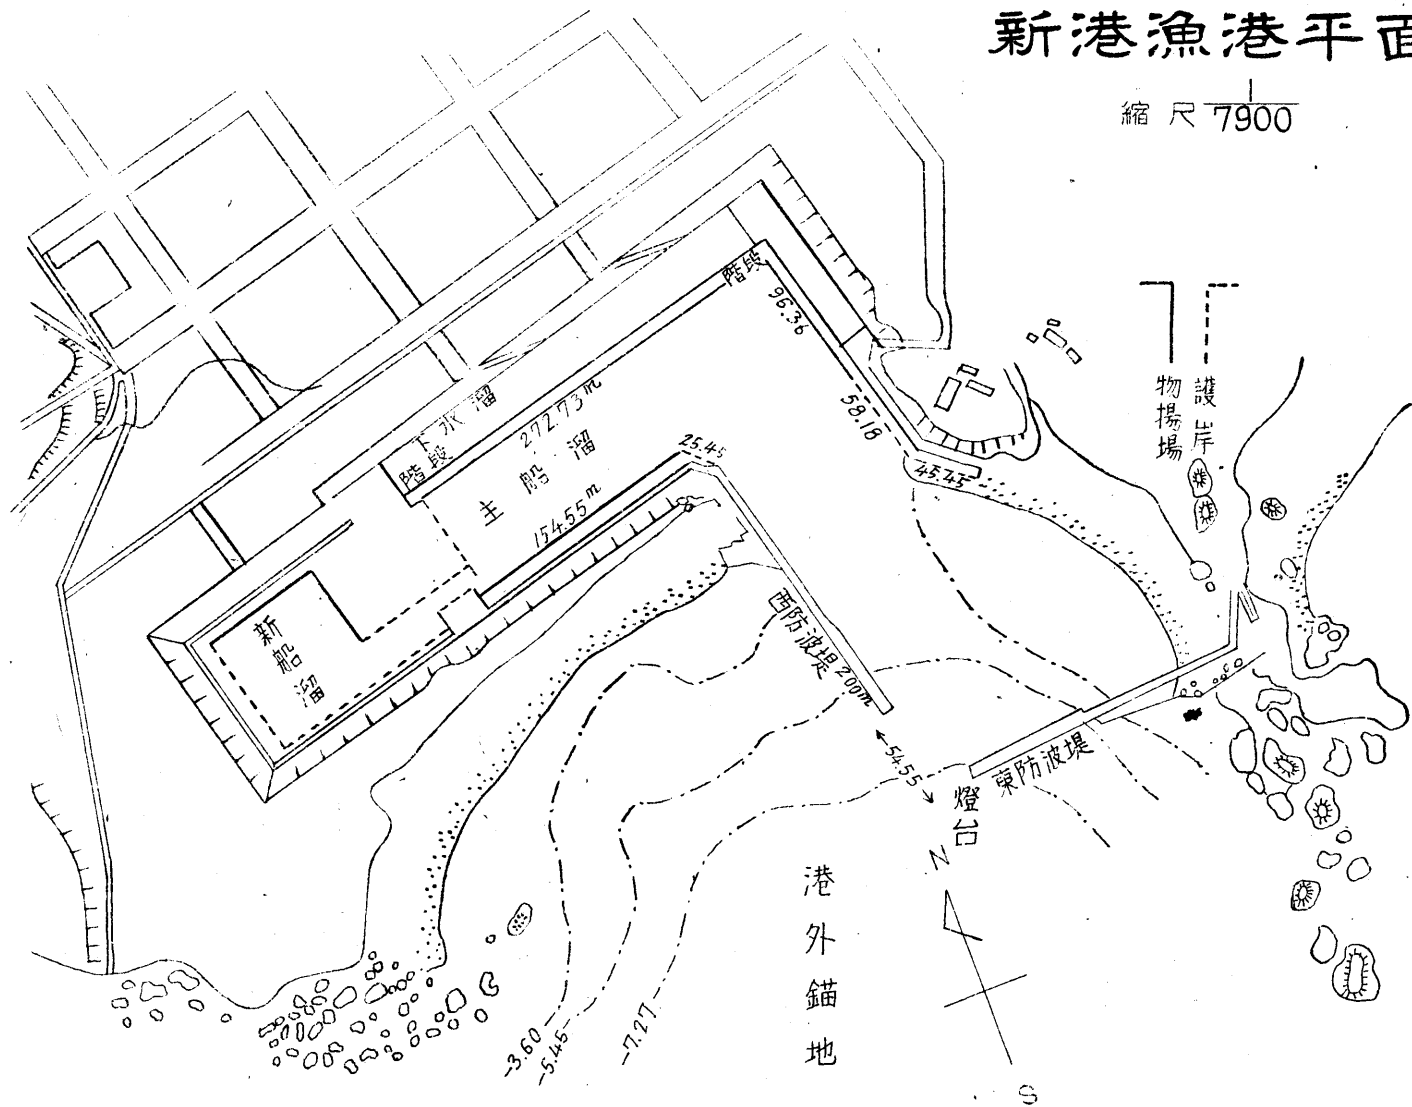 新港漁港平面
縮尺 1/7900
階段
96.36
下水溜
階段
272.73m
主船溜
154.55m
25.45
58.18
45.45
物揚場
護岸
新船溜
西防波堤 200m
54.55
東防波堤
燈台
N
港外錨地
-3.60
-5.45
-7.27
S